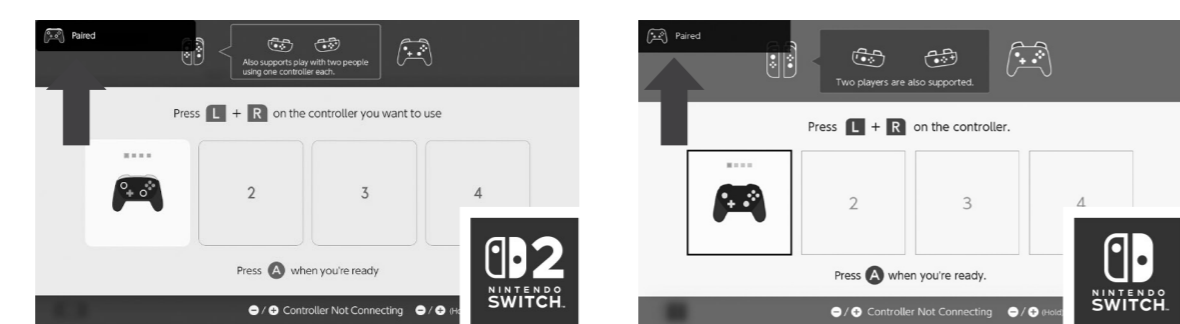 Paired
Also supports play with two people
using one controller each.
Press L + R on the controller you want to use
2
3
4
Press A when you're ready
−/+ Controller Not Connecting −/+
2
NINTENDO
SWITCH
Paired
Two players are also supported.
Press L + R on the controller.
2
3
4
Press A when you're ready.
−/+ Controller Not Connecting −/+ (Hold
NINTENDO
SWITCH